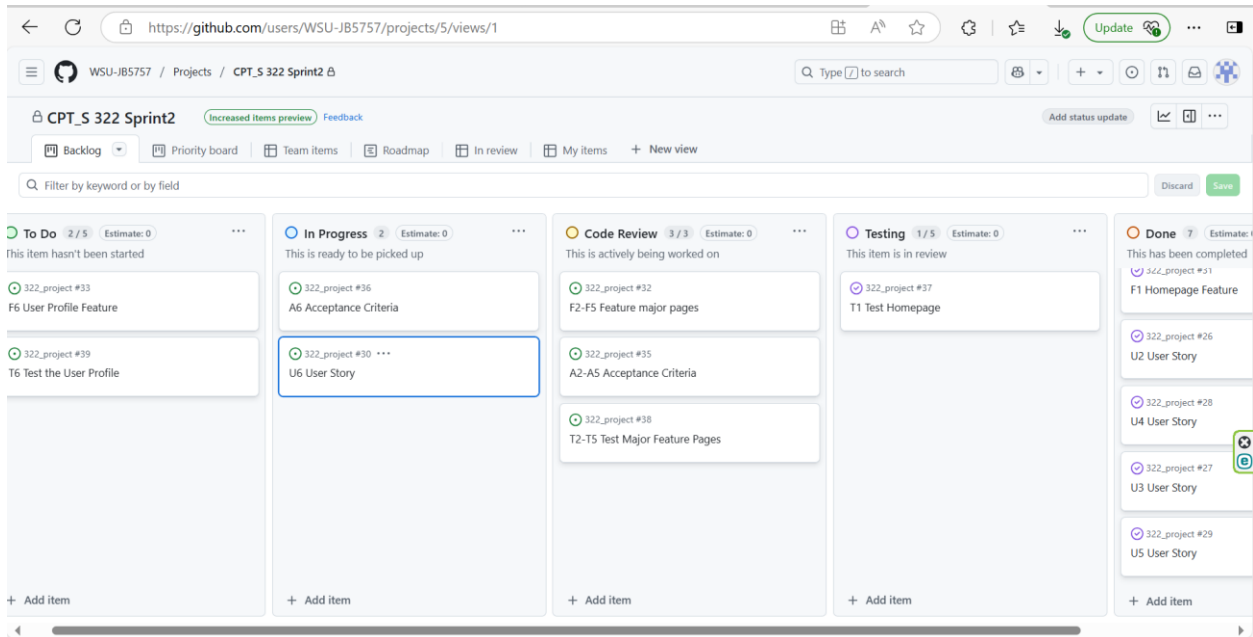 https://github.com/users/WSU-JB5757/projects/5/views/1
Update
WSU-JB5757 / Projects / CPT_S 322 Sprint2
Type / to search
CPT_S 322 Sprint2
Increased items preview
Feedback
Add status update
Backlog
Priority board
Team items
Roadmap
In review
My items
+ New view
Filter by keyword or by field
Discard
Save
To Do 2 / 5 Estimate: 0
This item hasn't been started
322_project #33
F6 User Profile Feature
322_project #39
T6 Test the User Profile
+ Add item
In Progress 2 Estimate: 0
This is ready to be picked up
322_project #36
A6 Acceptance Criteria
322_project #30
U6 User Story
+ Add item
Code Review 3 / 3 Estimate: 0
This is actively being worked on
322_project #32
F2-F5 Feature major pages
322_project #35
A2-A5 Acceptance Criteria
322_project #38
T2-T5 Test Major Feature Pages
+ Add item
Testing 1 / 5 Estimate: 0
This item is in review
322_project #37
T1 Test Homepage
+ Add item
Done 7 Estimate:
This has been completed
322_project #31
F1 Homepage Feature
322_project #26
U2 User Story
322_project #28
U4 User Story
322_project #27
U3 User Story
322_project #29
U5 User Story
+ Add item